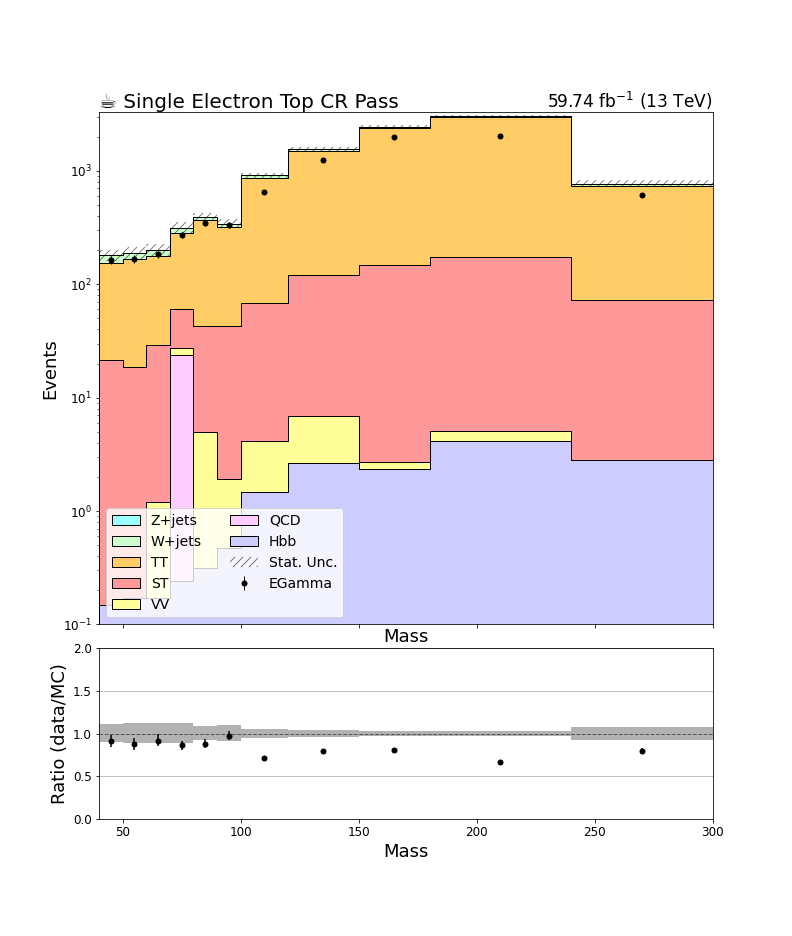 ☕ Single Electron Top CR Pass
59.74 fb⁻¹ (13 TeV)
Events
10³
10²
10¹
10⁰
10⁻¹
Z+jets
W+jets
TT
ST
VV
QCD
Hbb
Stat. Unc.
EGamma
Mass
Ratio (data/MC)
2.0
1.5
1.0
0.5
0.0
50 100 150 200 250 300
Mass